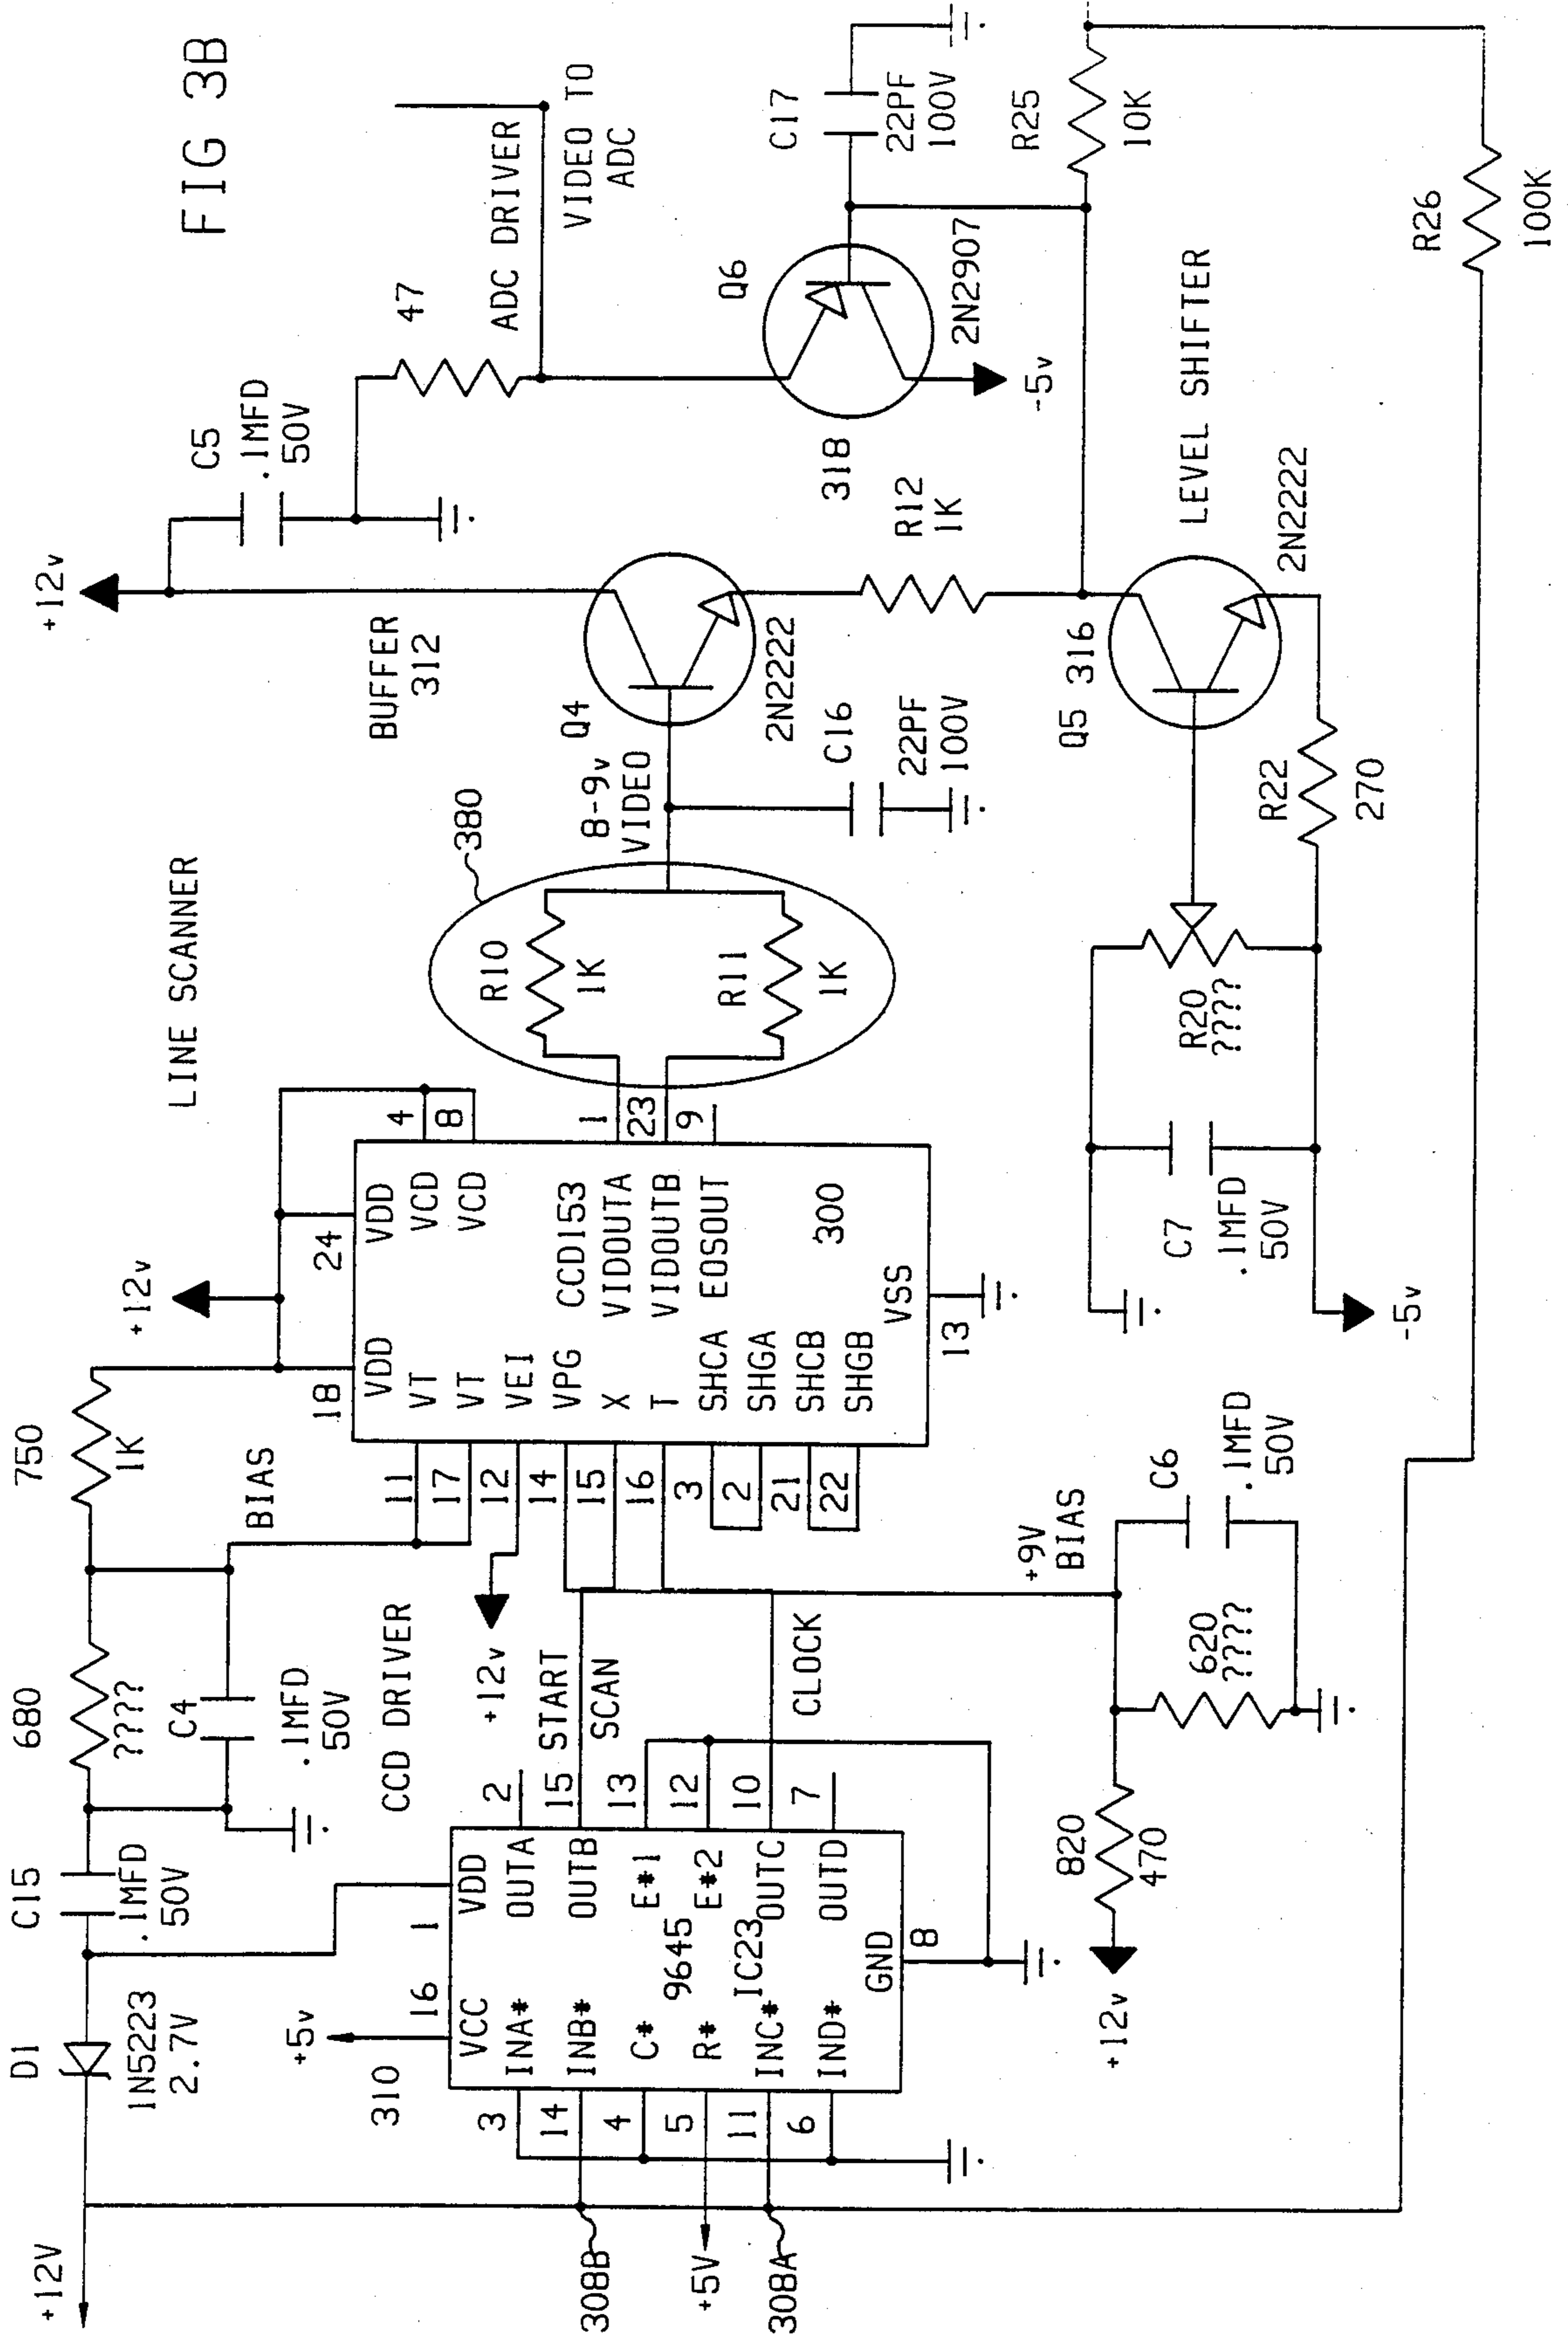 FIG 3B
LINE SCANNER
+12V
D1
1N5223
2.7V
C15
.1MFD
50V
680
????
C4
.1MFD
50V
750
1K
BIAS
+12v
+12v
BUFFER
312
C5
.1MFD
50V
47
ADC DRIVER
VIDEO TO
ADC
310
+5v
CCD DRIVER
16
VCC
1
VDD
3
INA*
14
INB*
4
C*
5
R*
11
INC*
6
IND*
9645
IC23
OUTA
2
OUTB
15
E*1
13
E*2
12
OUTC
10
OUTD
7
GND
8
308B
+5V
308A
START
SCAN
CLOCK
+12v
18
VDD
24
VDD
11
VT
17
VT
12
VEI
14
VPG
15
X
16
T
3
SHCA
2
SHGA
21
SHCB
22
SHGB
CCD153
300
VCD
4
VCD
8
VIDOUTA
1
VIDOUTB
23
EOSOUT
9
VSS
13
380
R10
1K
R11
1K
8-9v
VIDEO
Q4
2N2222
C16
22PF
100V
R12
1K
318
Q6
2N2907
-5v
C17
22PF
100V
R25
10K
+12v
820
470
620
????
+9V
BIAS
C6
.1MFD
50V
-5v
C7
.1MFD
50V
R20
????
R22
270
Q5
316
2N2222
LEVEL SHIFTER
R26
100K